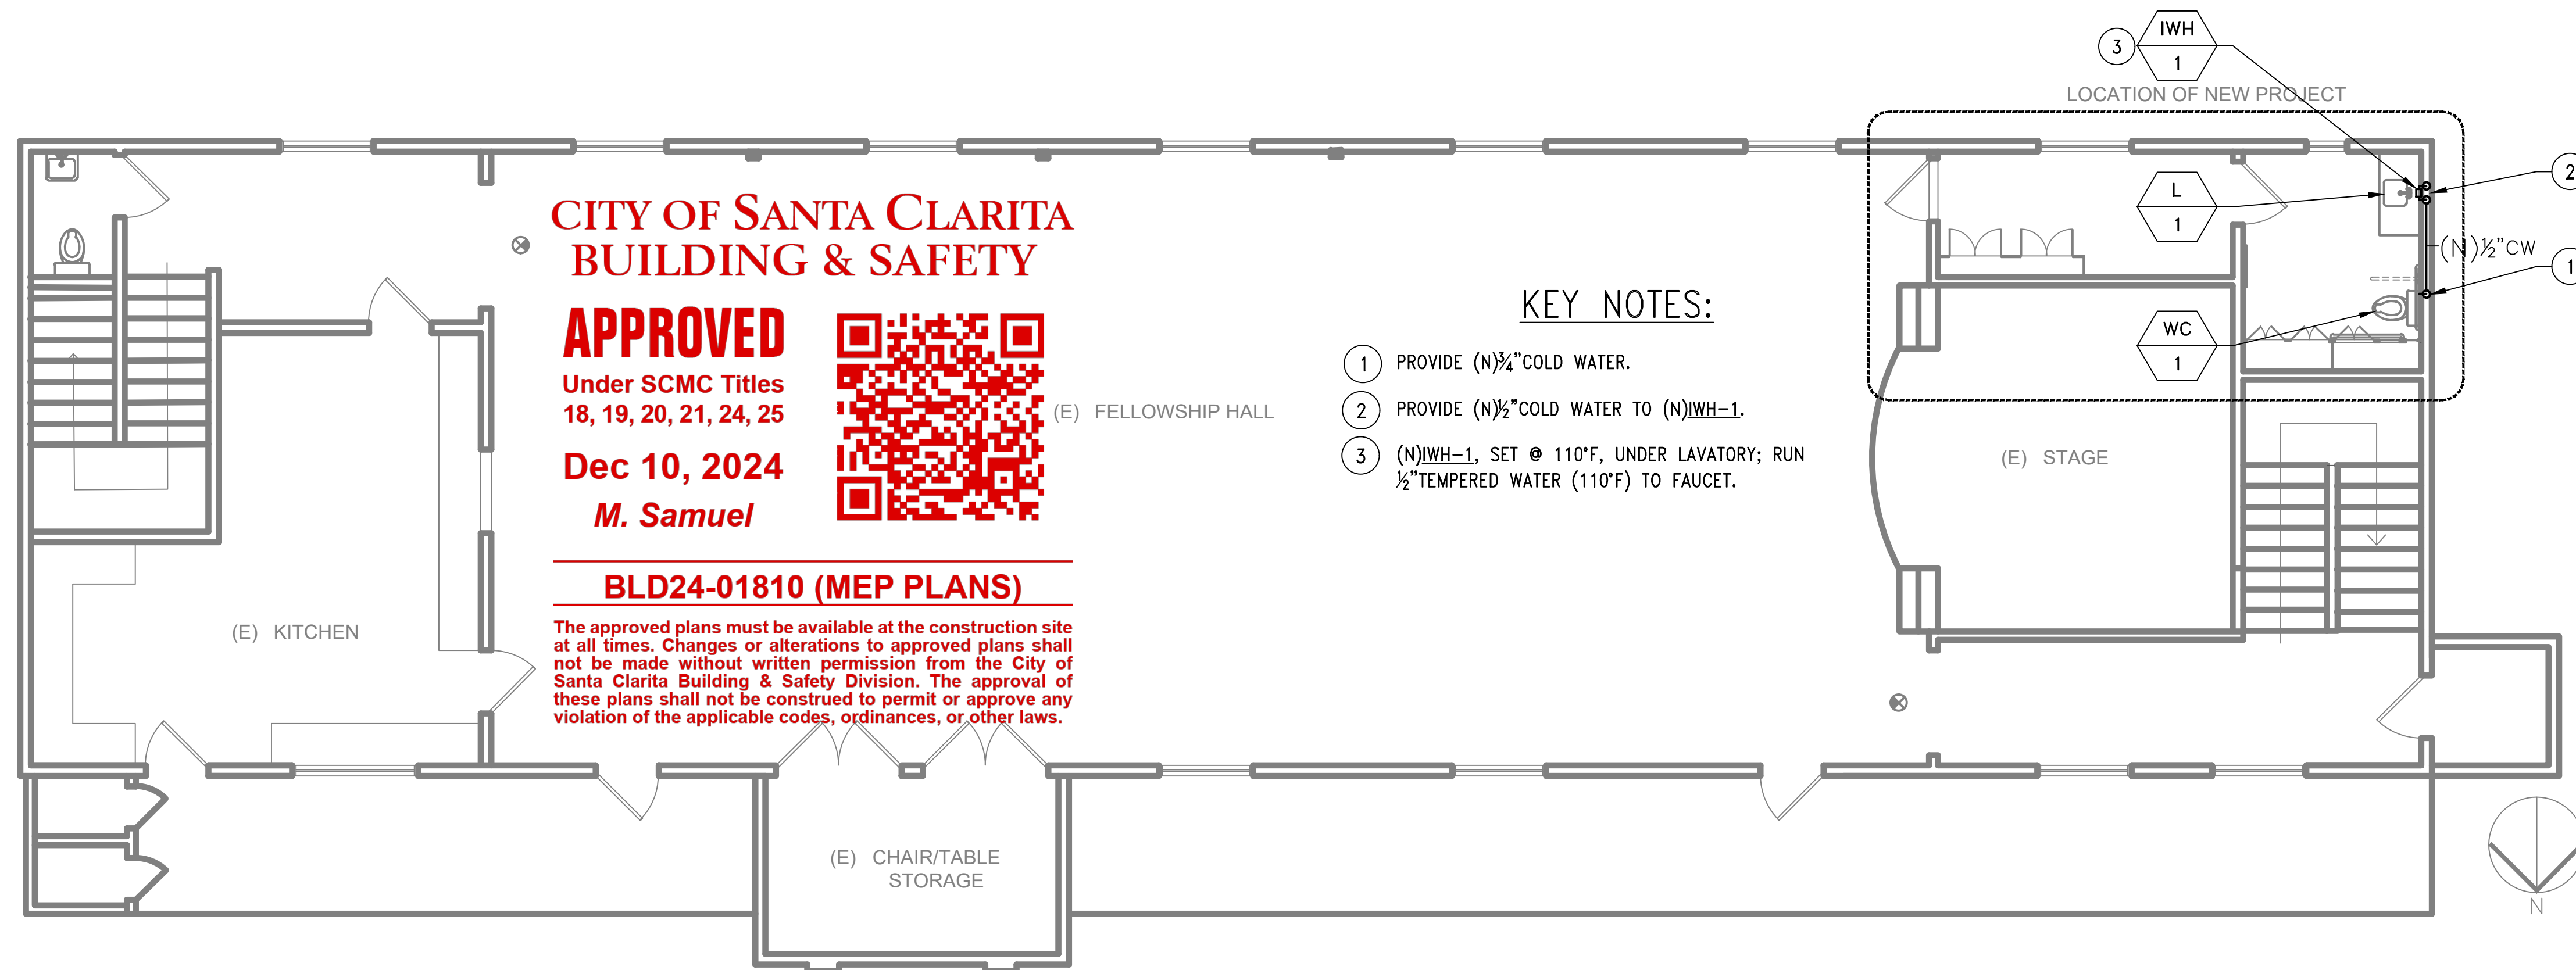 3
IWH
1
LOCATION OF NEW PROJECT
2
L
1
(N)½"CW
1
WC
1
CITY OF SANTA CLARITA
BUILDING & SAFETY
APPROVED
Under SCMC Titles
18, 19, 20, 21, 24, 25
Dec 10, 2024
M. Samuel
BLD24-01810 (MEP PLANS)
The approved plans must be available at the construction site
at all times. Changes or alterations to approved plans shall
not be made without written permission from the City of
Santa Clarita Building & Safety Division. The approval of
these plans shall not be construed to permit or approve any
violation of the applicable codes, ordinances, or other laws.
(E) FELLOWSHIP HALL
KEY NOTES:
1 PROVIDE (N)¾"COLD WATER.
2 PROVIDE (N)½"COLD WATER TO (N)IWH-1.
3 (N)IWH-1, SET @ 110°F, UNDER LAVATORY; RUN
½"TEMPERED WATER (110°F) TO FAUCET.
(E) STAGE
(E) KITCHEN
(E) CHAIR/TABLE
STORAGE
N